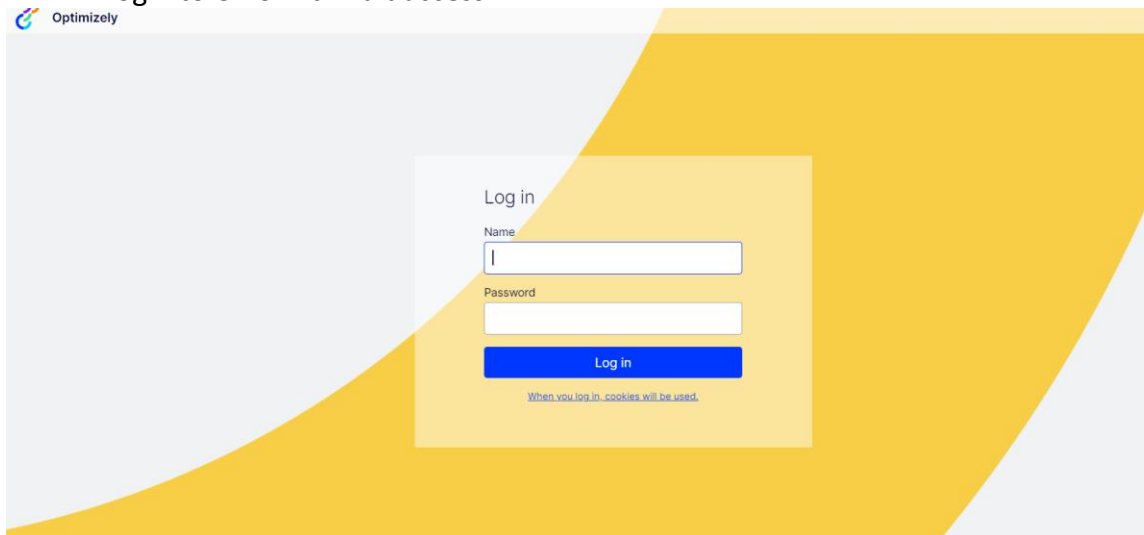 Optimizely
Log in
Name
Password
Log in
When you log in, cookies will be used.